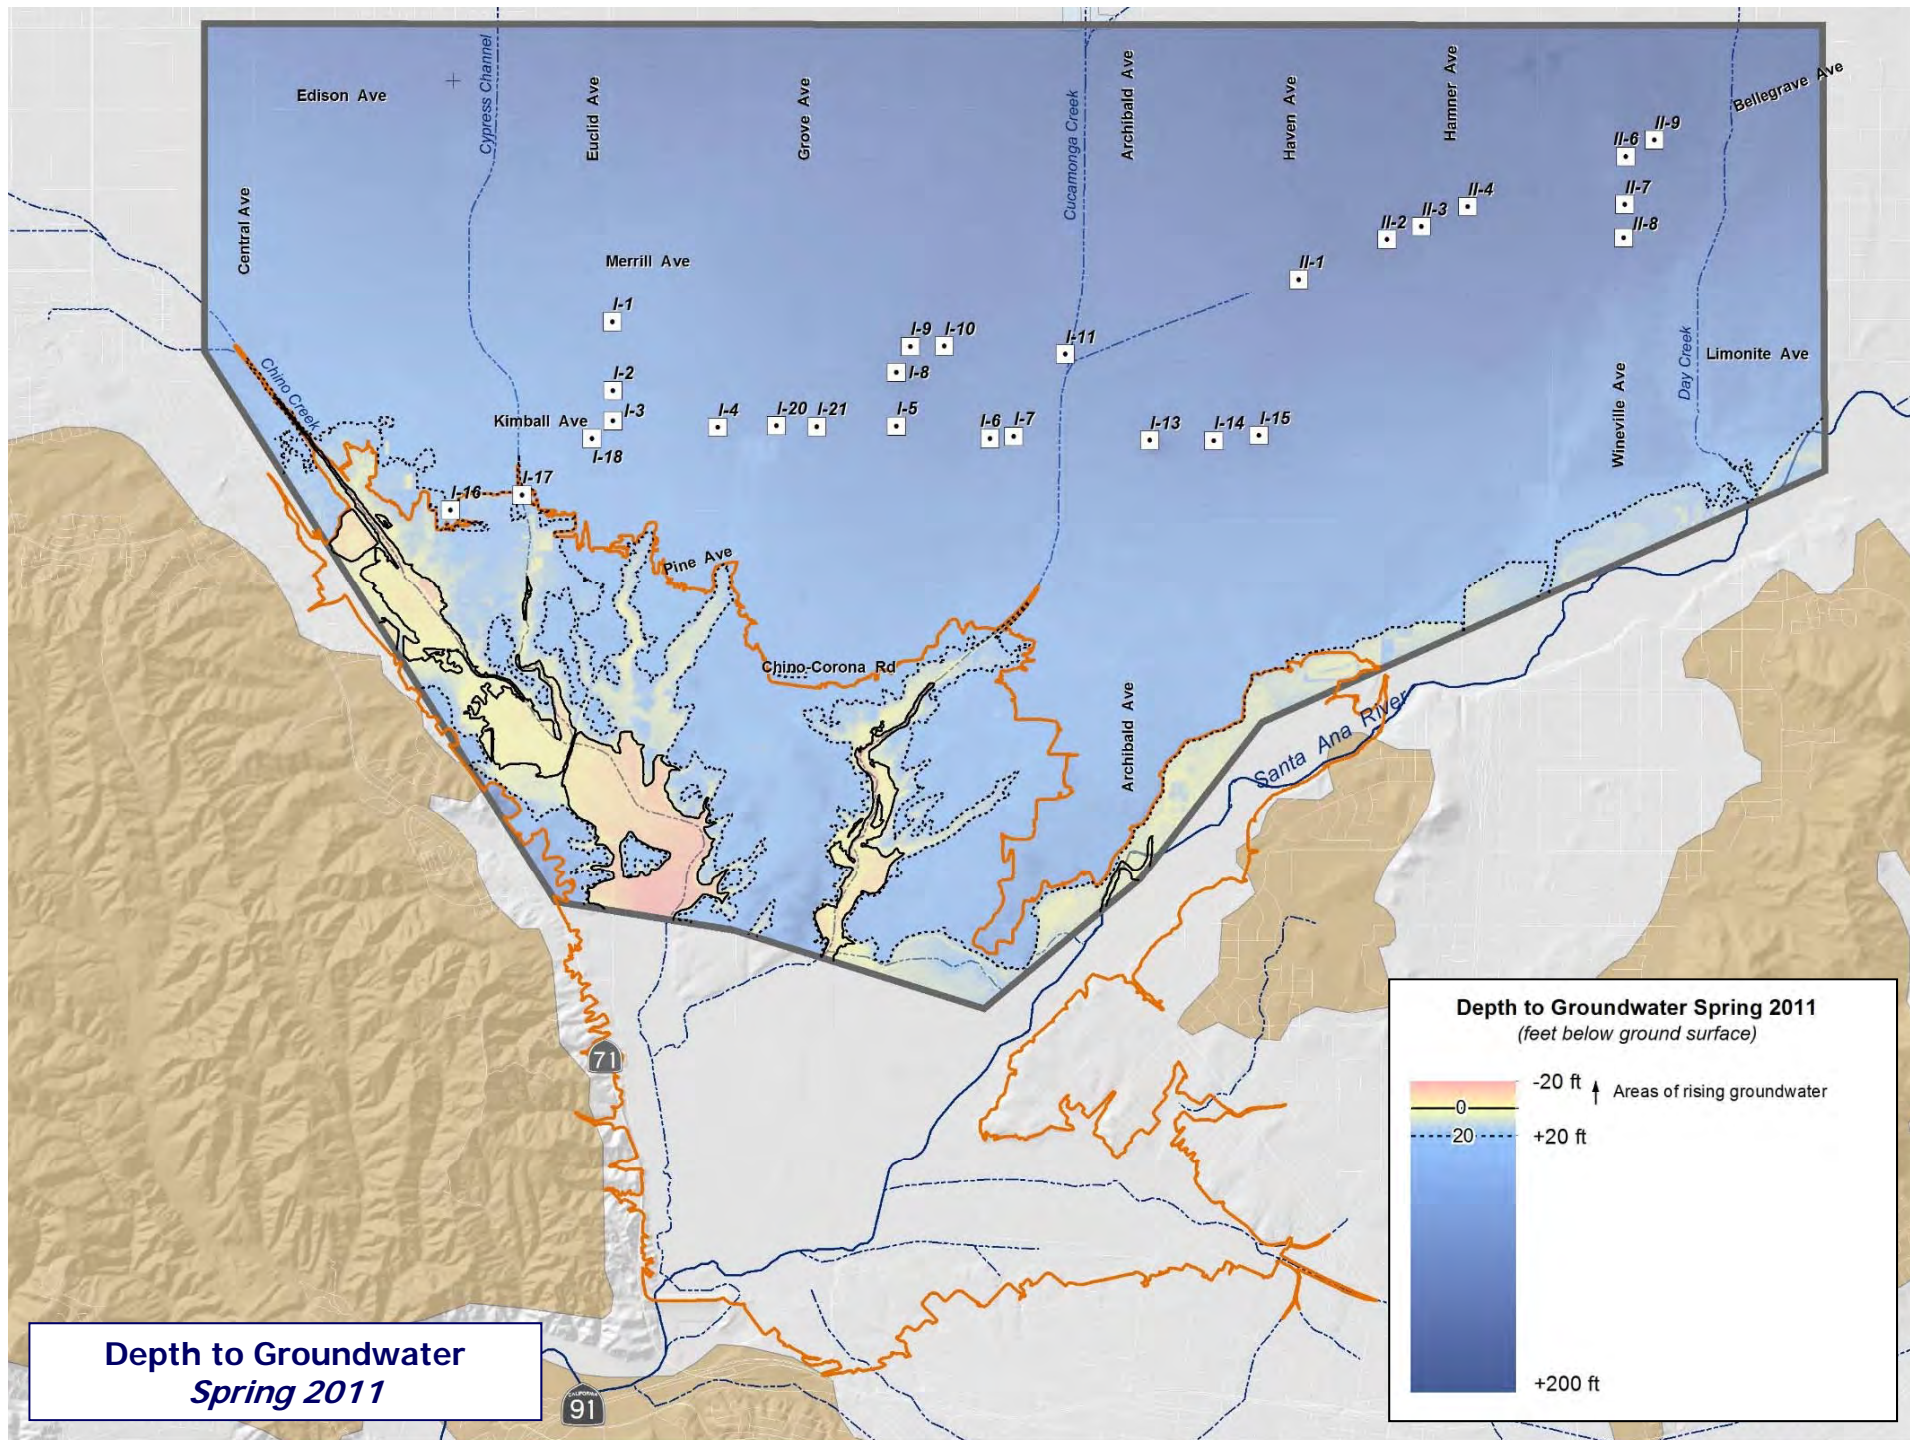 Edison Ave
Cypress Channel
Euclid Ave
Grove Ave
Cucamonga Creek
Archibald Ave
Haven Ave
Hamner Ave
Bellegrave Ave
II-9
II-6
II-7
II-8
II-4
II-3
II-2
II-1
Central Ave
Merrill Ave
I-1
I-9
I-10
I-11
I-8
I-2
I-3
Kimball Ave
I-18
I-4
I-20
I-21
I-5
I-6
I-7
I-13
I-14
I-15
Limonite Ave
Day Creek
Wineville Ave
Chino Creek
I-16
I-17
Pine Ave
Chino-Corona Rd
Archibald Ave
Santa Ana River
71
CALIFORNIA
91
Depth to Groundwater
Spring 2011
Depth to Groundwater Spring 2011
(feet below ground surface)
-20 ft
Areas of rising groundwater
0
20
+20 ft
+200 ft